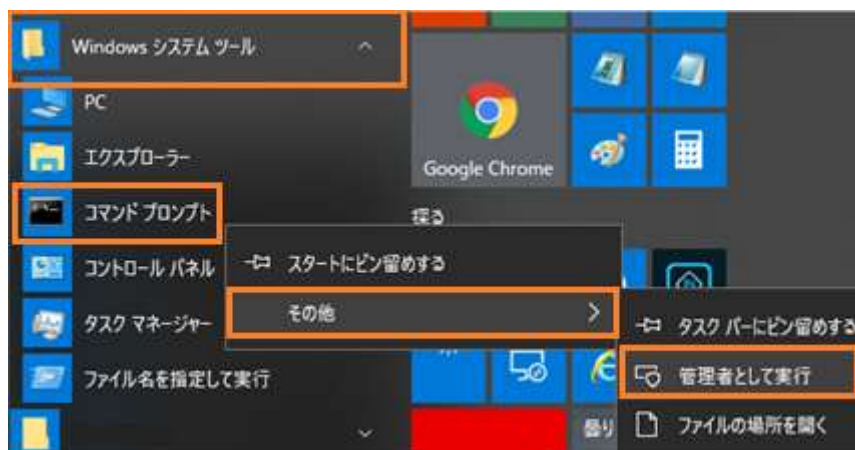 Windows システム ツール
PC
エクスプローラー
コマンド プロンプト
コントロール パネル
タスク マネージャー
ファイル名を指定して実行
Google Chrome
探る
スタートにピン留めする
その他
タスク バーにピン留めする
管理者として実行
ファイルの場所を開く
曇り